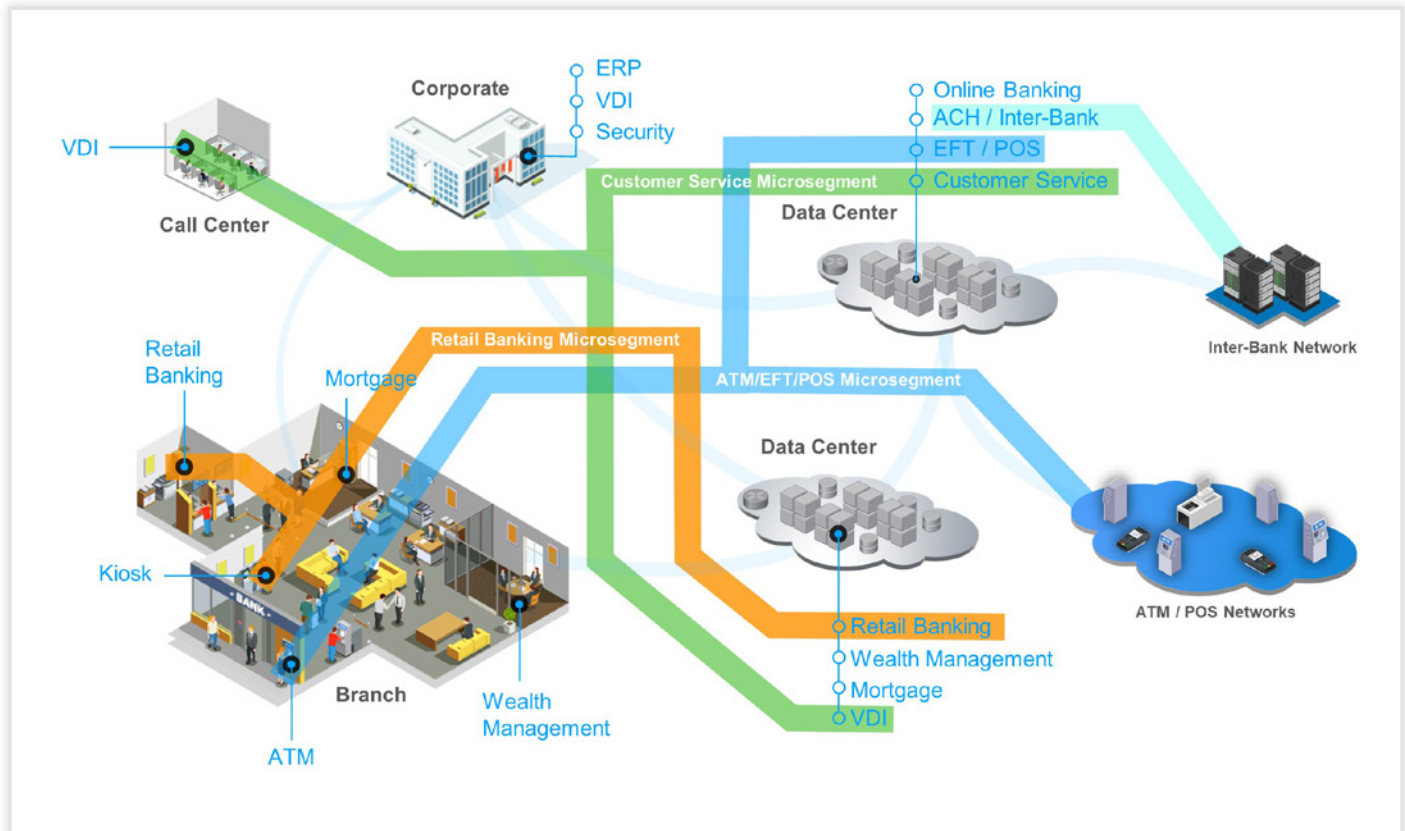 Corporate
ERP
VDI
Security
Online Banking
ACH / Inter-Bank
EFT / POS
Customer Service
VDI
Call Center
Customer Service Microsegment
Data Center
Inter-Bank Network
Retail Banking Microsegment
ATM/EFT/POS Microsegment
Retail
Banking
Mortgage
Data Center
Kiosk
- BANK -
ATM / POS Networks
Branch
Wealth
Management
ATM
Retail Banking
Wealth Management
Mortgage
VDI